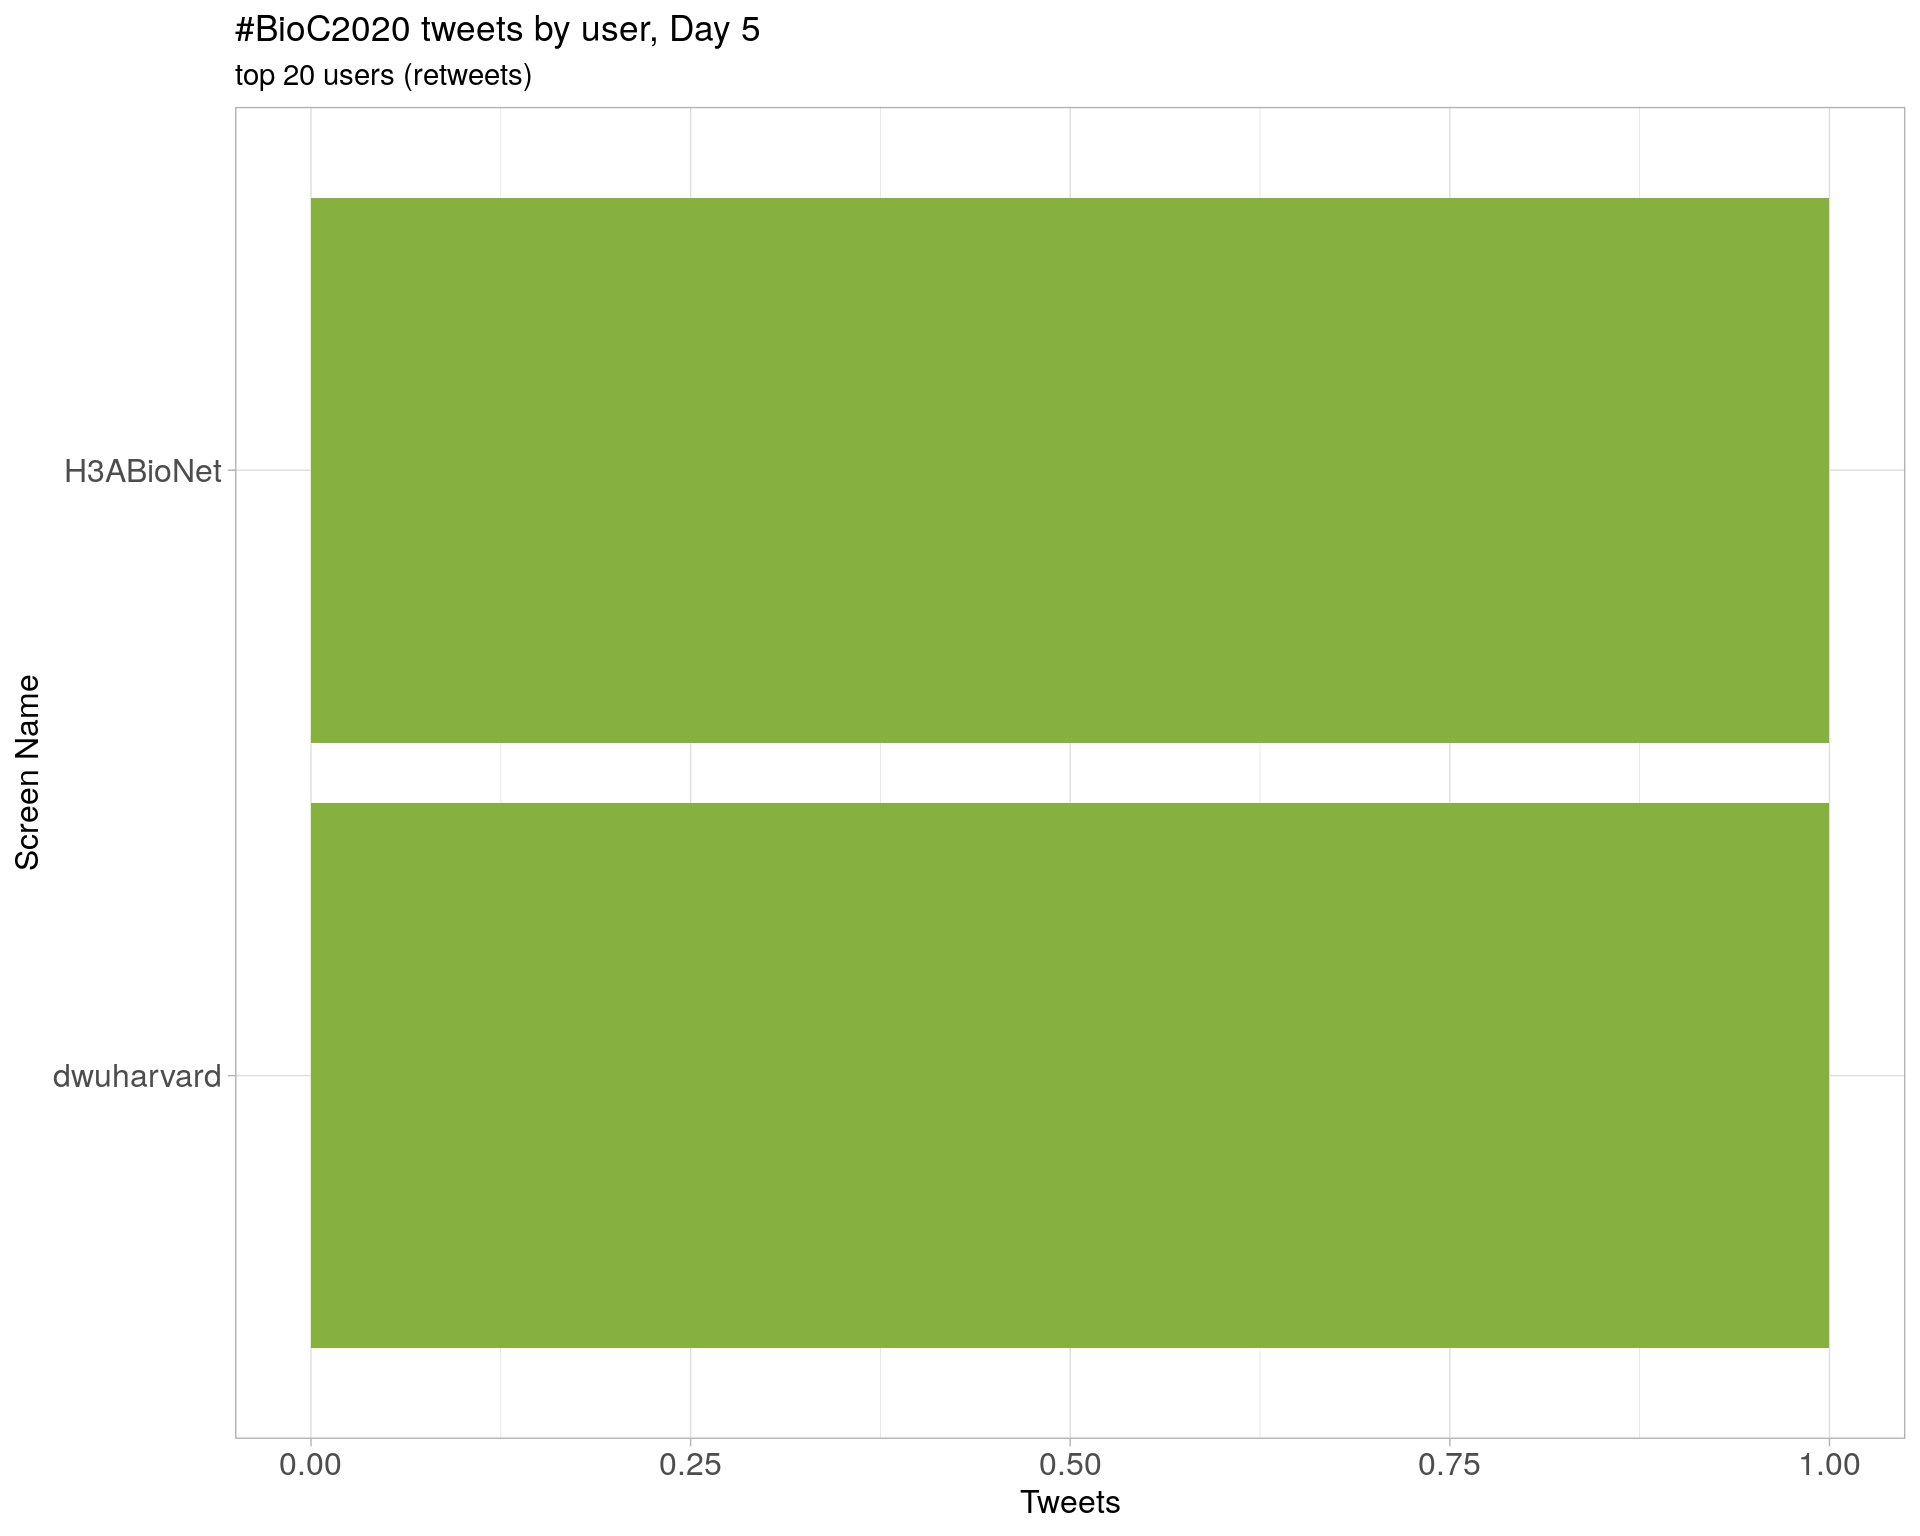 #BioC2020 tweets by user, Day 5
top 20 users (retweets)
Screen Name
H3ABioNet
dwuharvard
0.00 0.25 0.50 0.75 1.00
Tweets